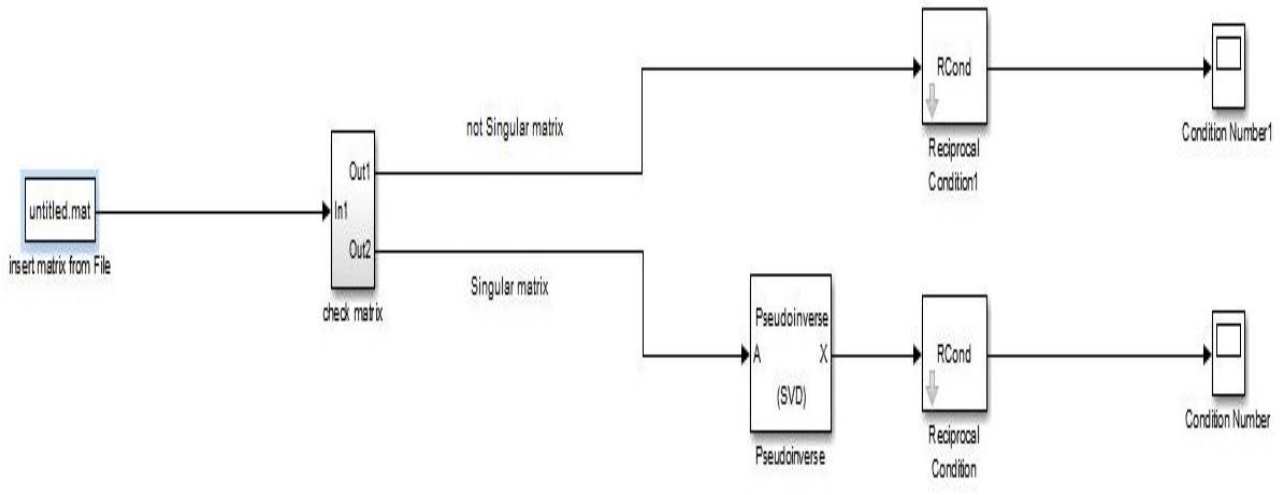 RCond
Reciprocal
Condition1
Condition Number1
not Singular matrix
untitled.mat
insert matrix from File
Out1
In1
Out2
check matrix
Singular matrix
Pseudoinverse
A
X
(SVD)
Pseudoinverse
RCond
Reciprocal
Condition
Condition Number